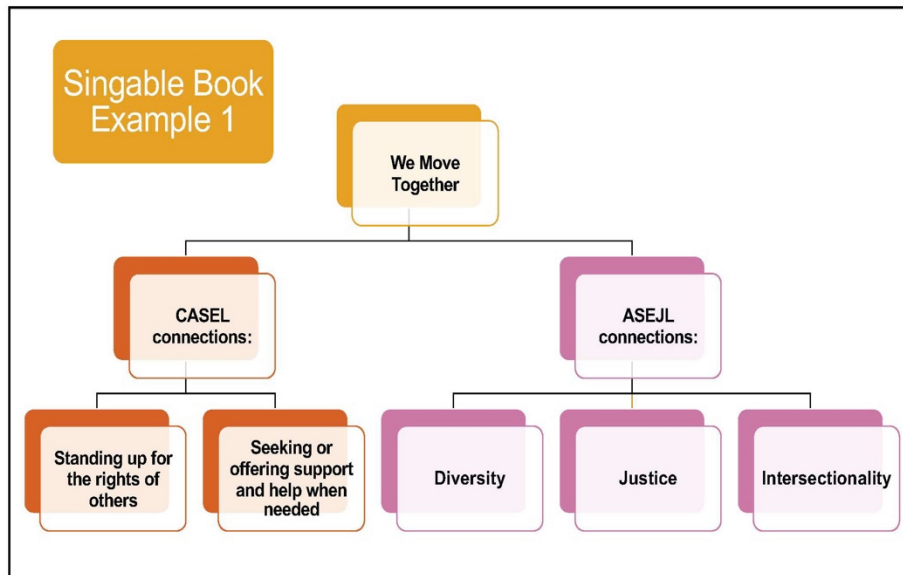 Singable Book
Example 1
We Move
Together
CASEL
connections:
ASEJL
connections:
Standing up for
the rights of
others
Seeking or
offering support
and help when
needed
Diversity
Justice
Intersectionality